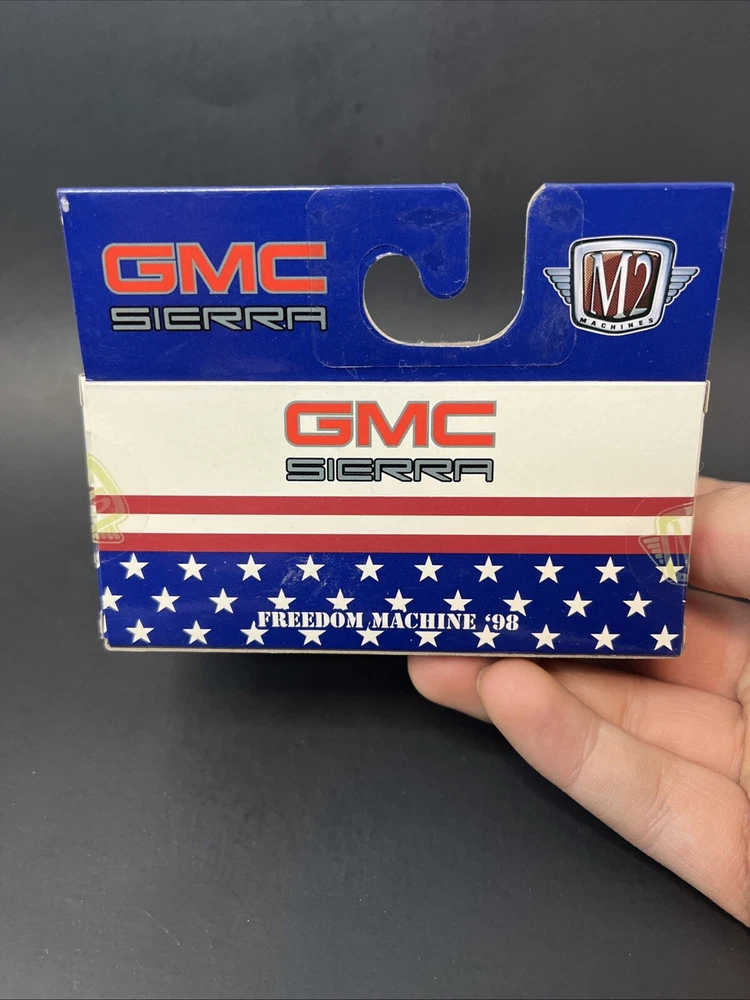 GMC
SIERRA
M2
MACHINES
GMC
SIERRA
FREEDOM MACHINE ‘98